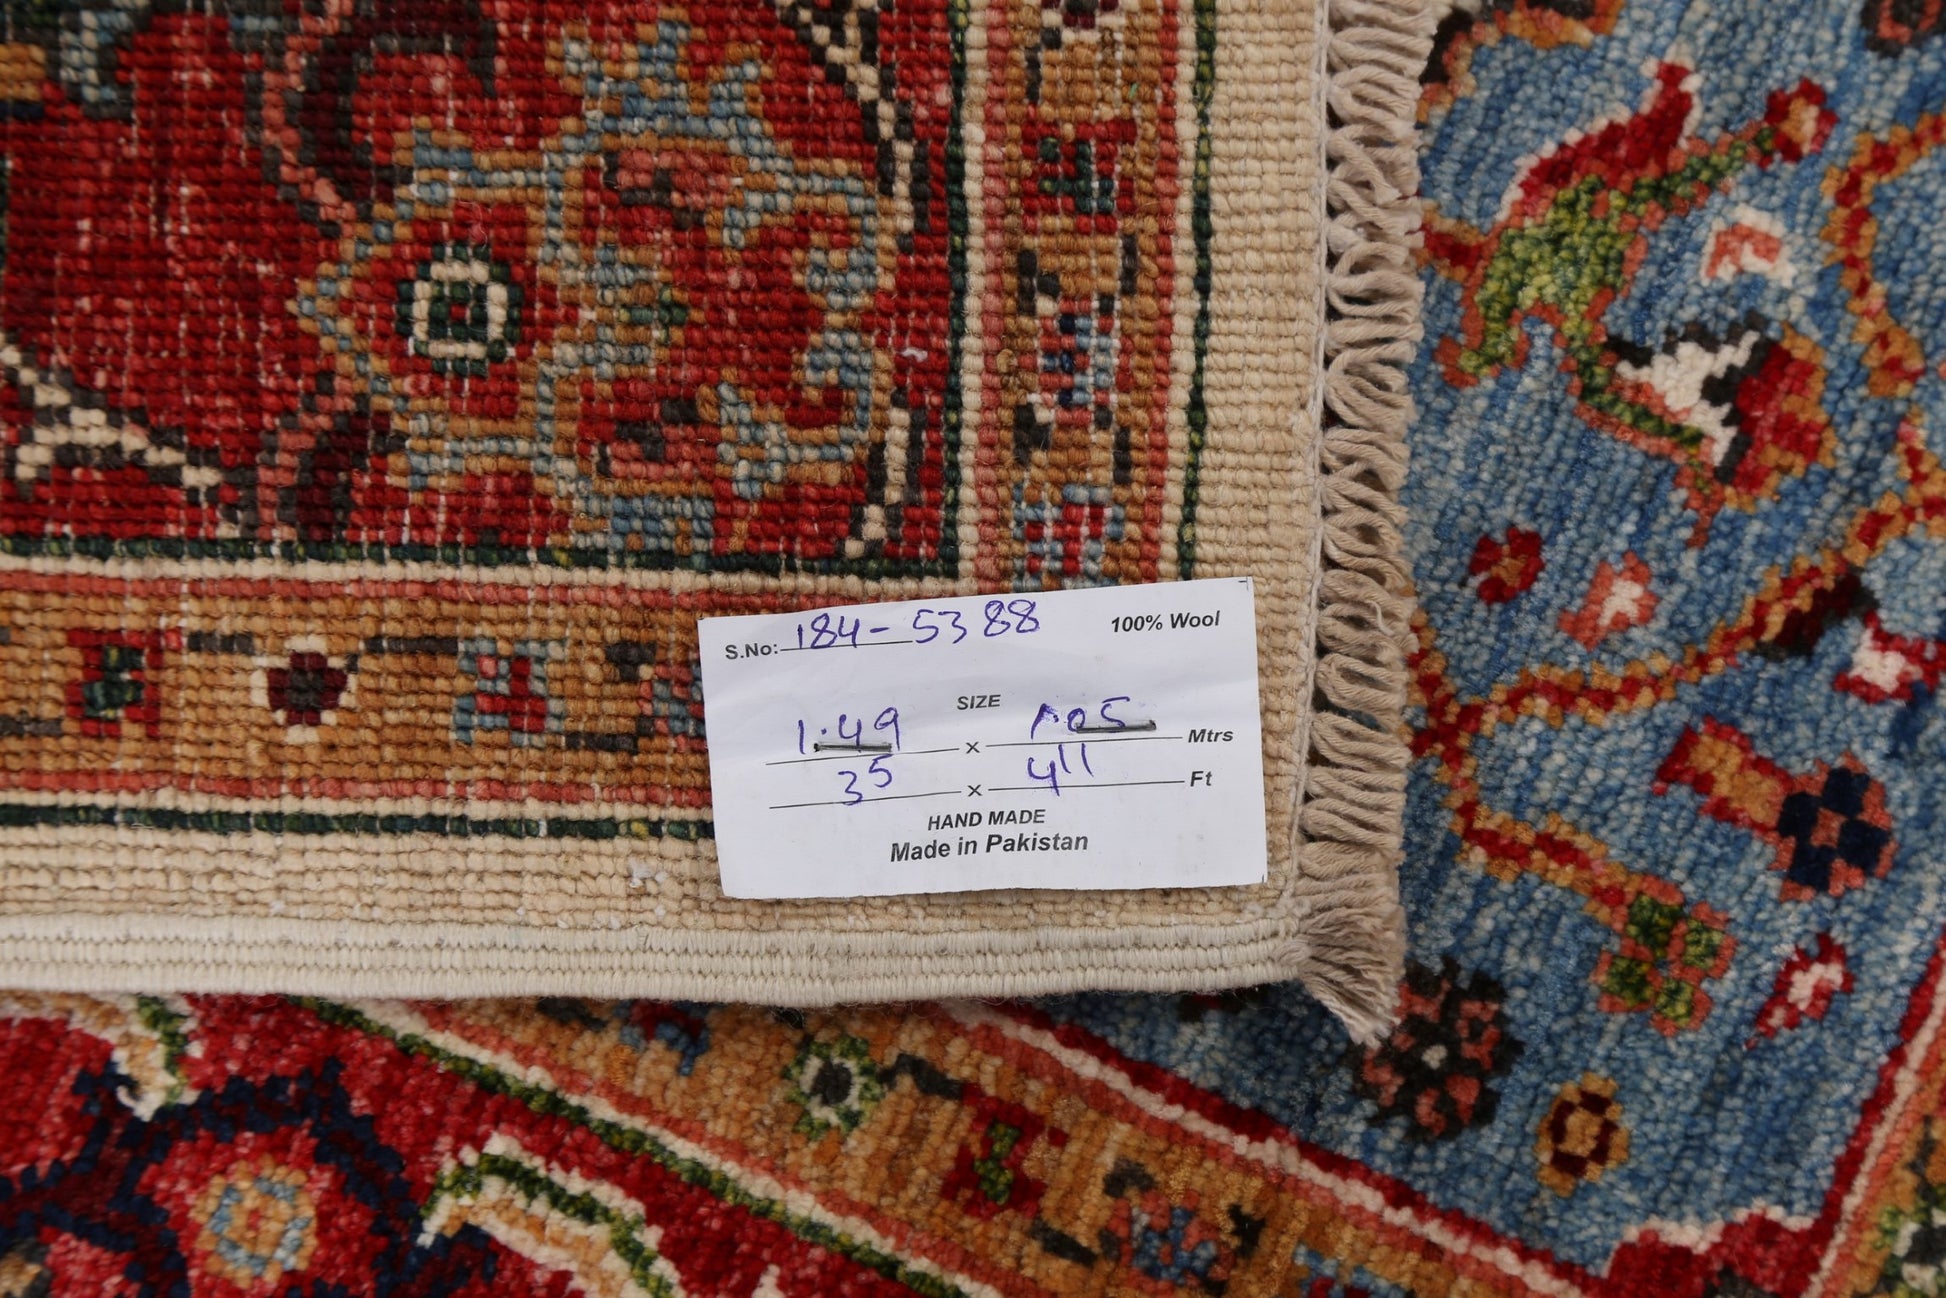 S.No: 184-5388 100% Wool
SIZE
1.49 x 1.05 Mtrs
3 5 x 4 11 Ft
HAND MADE
Made in Pakistan